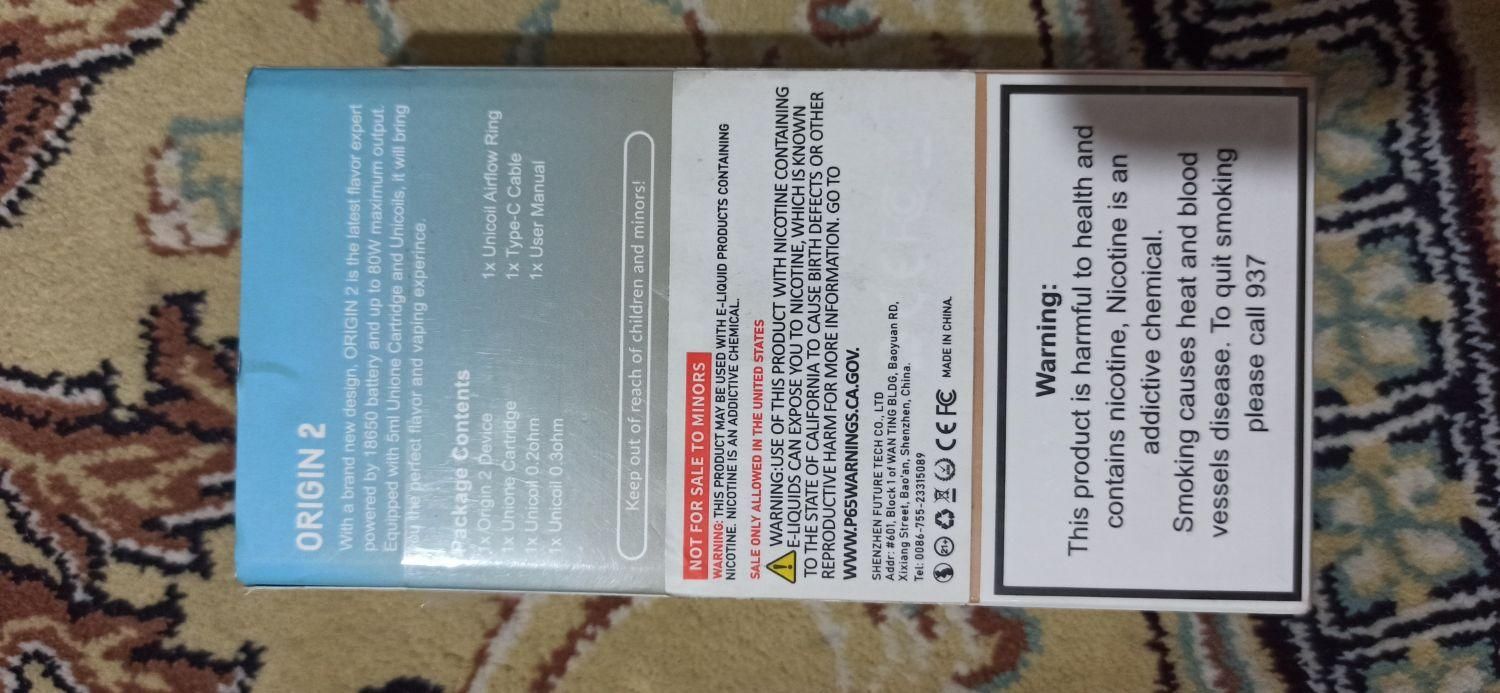 ORIGIN 2
With a brand new design, ORIGIN 2 is the latest flavor expert
powered by 18650 battery and up to 80W maximum output.
Equipped with 5ml Unione Cartridge and Unicoils, it will bring
you the perfect flavor and vaping experince.
Package Contents
1x Origin 2 Device
1x Unione Cartridge
1x Unicoil 0.2ohm
1x Unicoil 0.3ohm
1x Unicoil Airflow Ring
1x Type-C Cable
1x User Manual
Keep out of reach of children and minors!
NOT FOR SALE TO MINORS
WARNING: THIS PRODUCT MAY BE USED WITH E-LIQUID PRODUCTS CONTAINING
NICOTINE. NICOTINE IS AN ADDICTIVE CHEMICAL.
SALE ONLY ALLOWED IN THE UNITED STATES
WARNING:USE OF THIS PRODUCT WITH NICOTINE CONTAINING
E-LIQUIDS CAN EXPOSE YOU TO NICOTINE, WHICH IS KNOWN
TO THE STATE OF CALIFORNIA TO CAUSE BIRTH DEFECTS OR OTHER
REPRODUCTIVE HARM FOR MORE INFORMATION. GO TO
WWW.P65WARNINGS.CA.GOV.
SHENZHEN FUTURE TECH CO., LTD
Addr: #601, Block 1 of WAN TING BLDG, Baoyuan RD,
Xixiang Street, Bao'an, Shenzhen, China.
Tel: 0086-755-23315089
21+ CE FC MADE IN CHINA
Warning:
This product is harmful to health and
contains nicotine, Nicotine is an
addictive chemical.
Smoking causes heat and blood
vessels disease. To quit smoking
please call 937